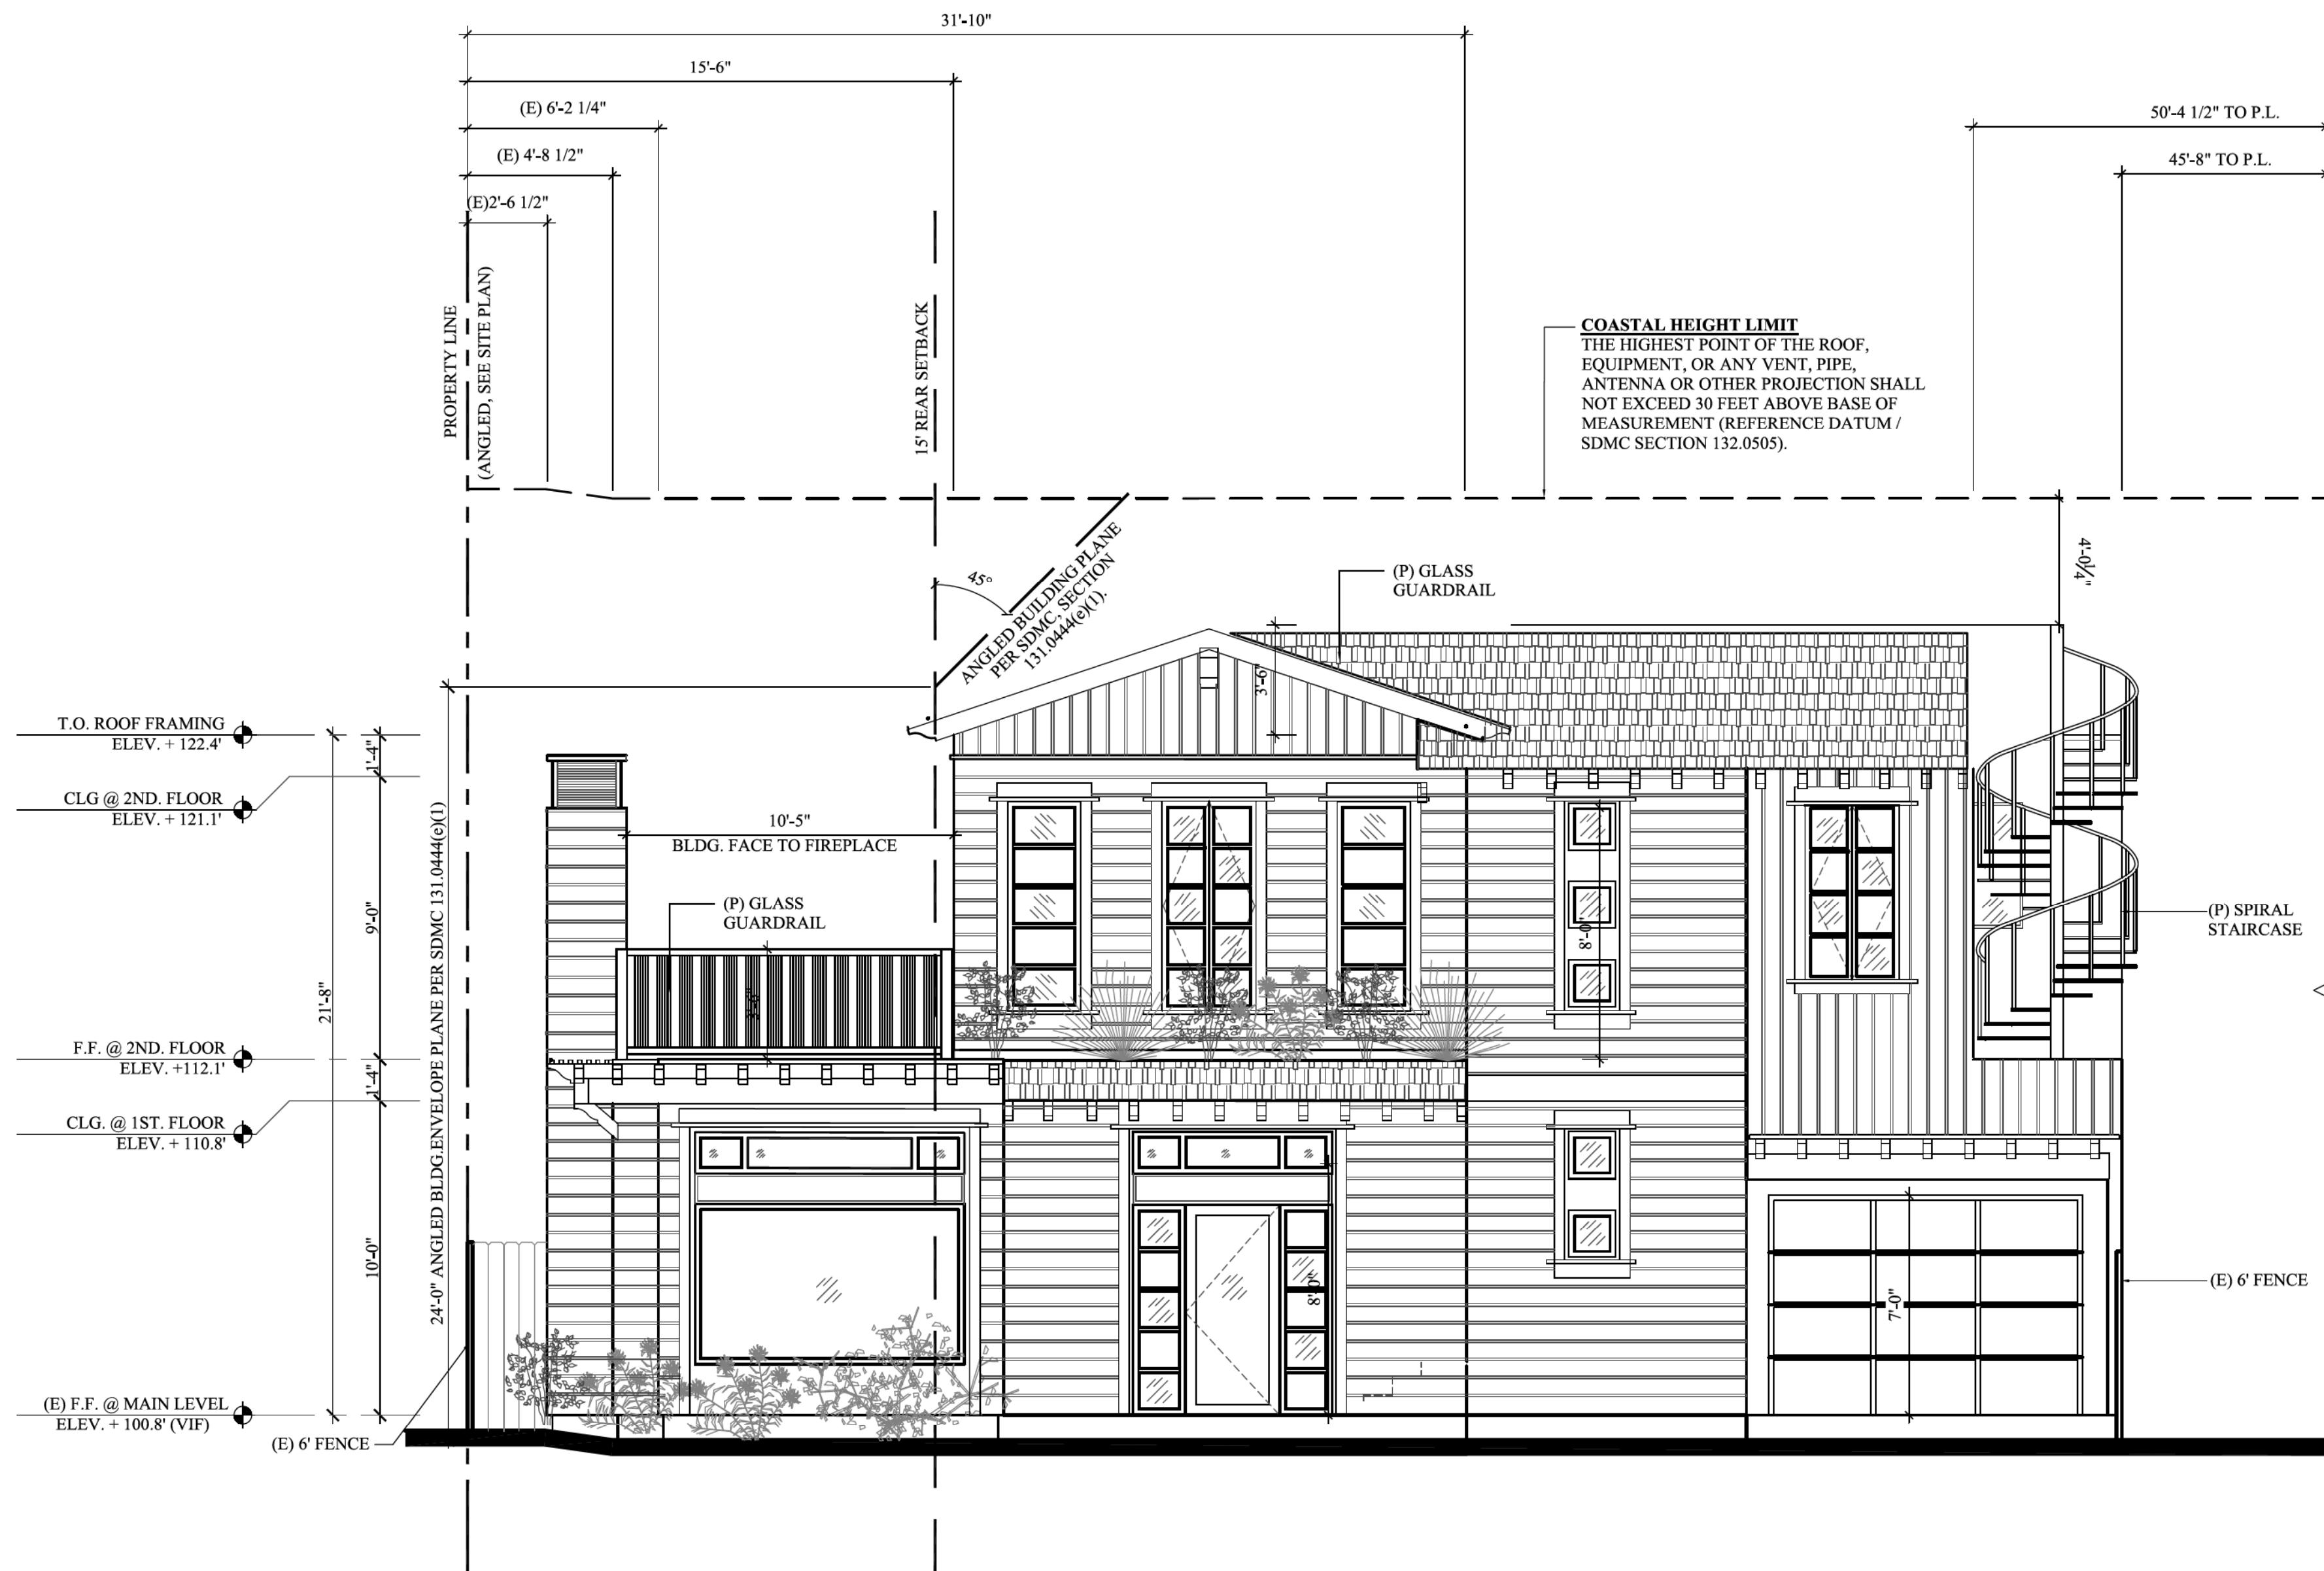 31'-10"
15'-6"
(E) 6'-2 1/4"
(E) 4'-8 1/2"
(E)2'-6 1/2"
50'-4 1/2" TO P.L.
45'-8" TO P.L.
PROPERTY LINE
(ANGLED, SEE SITE PLAN)
15' REAR SETBACK
COASTAL HEIGHT LIMIT
THE HIGHEST POINT OF THE ROOF,
EQUIPMENT, OR ANY VENT, PIPE,
ANTENNA OR OTHER PROJECTION SHALL
NOT EXCEED 30 FEET ABOVE BASE OF
MEASUREMENT (REFERENCE DATUM /
SDMC SECTION 132.0505).
45°
ANGLED BUILDING PLANE
PER SDMC, SECTION
131.0444(e)(1).
(P) GLASS
GUARDRAIL
4'-0¼"
3'-6"
T.O. ROOF FRAMING
ELEV. + 122.4'
1'-4"
CLG @ 2ND. FLOOR
ELEV. + 121.1'
9'-0"
21'-8"
24'-0" ANGLED BLDG.ENVELOPE PLANE PER SDMC 131.0444(e)(1)
10'-5"
BLDG. FACE TO FIREPLACE
(P) GLASS
GUARDRAIL
3'-6"
8'-0"
(P) SPIRAL
STAIRCASE
F.F. @ 2ND. FLOOR
ELEV. +112.1'
1'-4"
CLG. @ 1ST. FLOOR
ELEV. + 110.8'
10'-0"
8'-0"
7'-0"
(E) 6' FENCE
(E) F.F. @ MAIN LEVEL
ELEV. + 100.8' (VIF)
(E) 6' FENCE